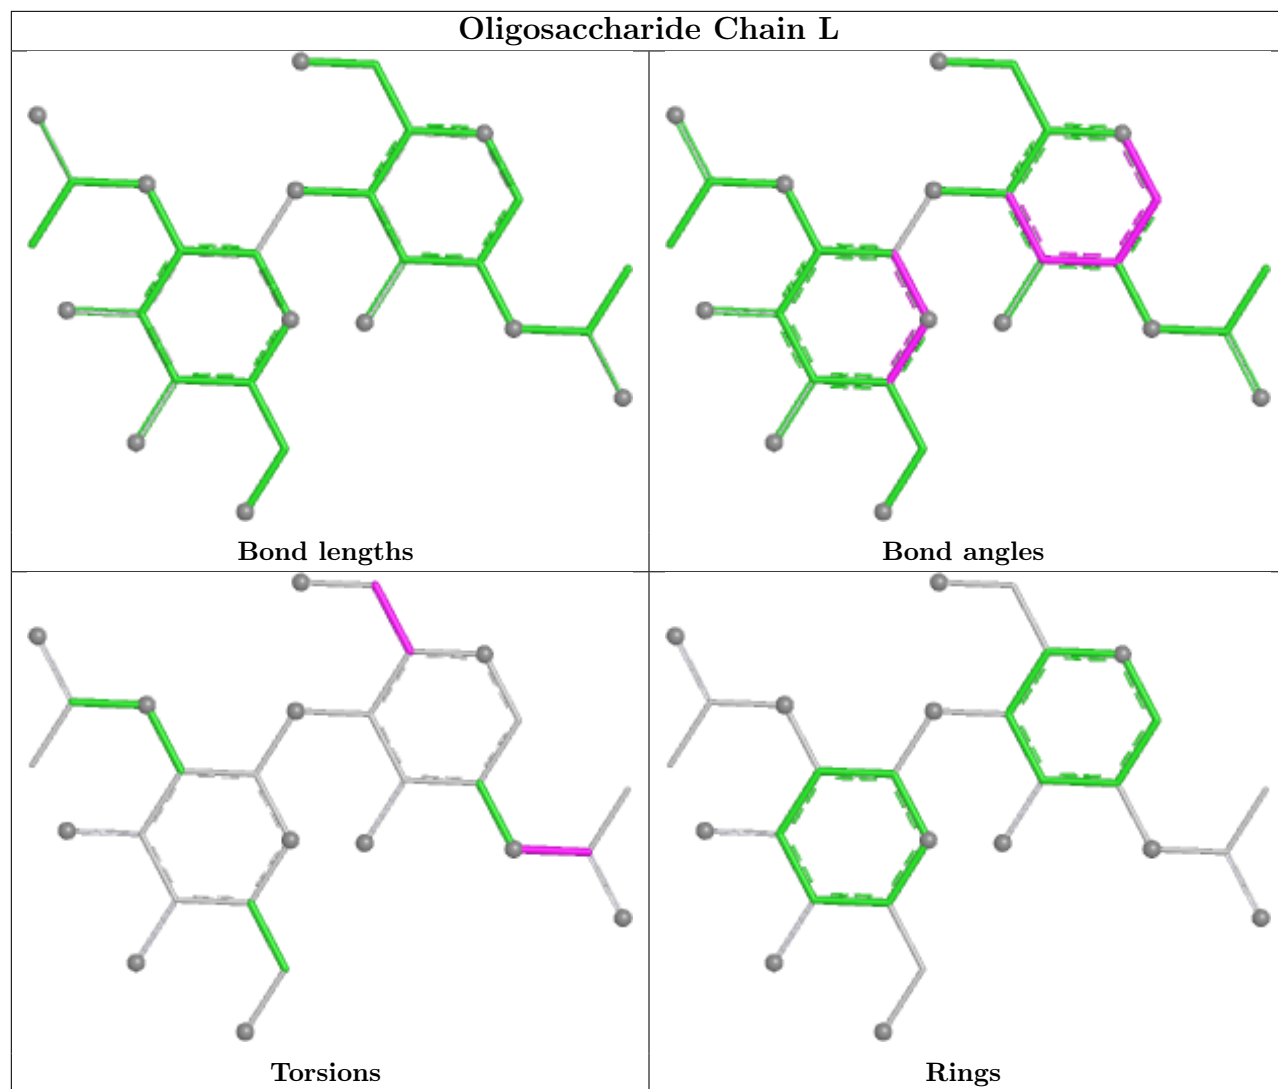 Oligosaccharide Chain L
Bond lengths
Bond angles
Torsions
Rings